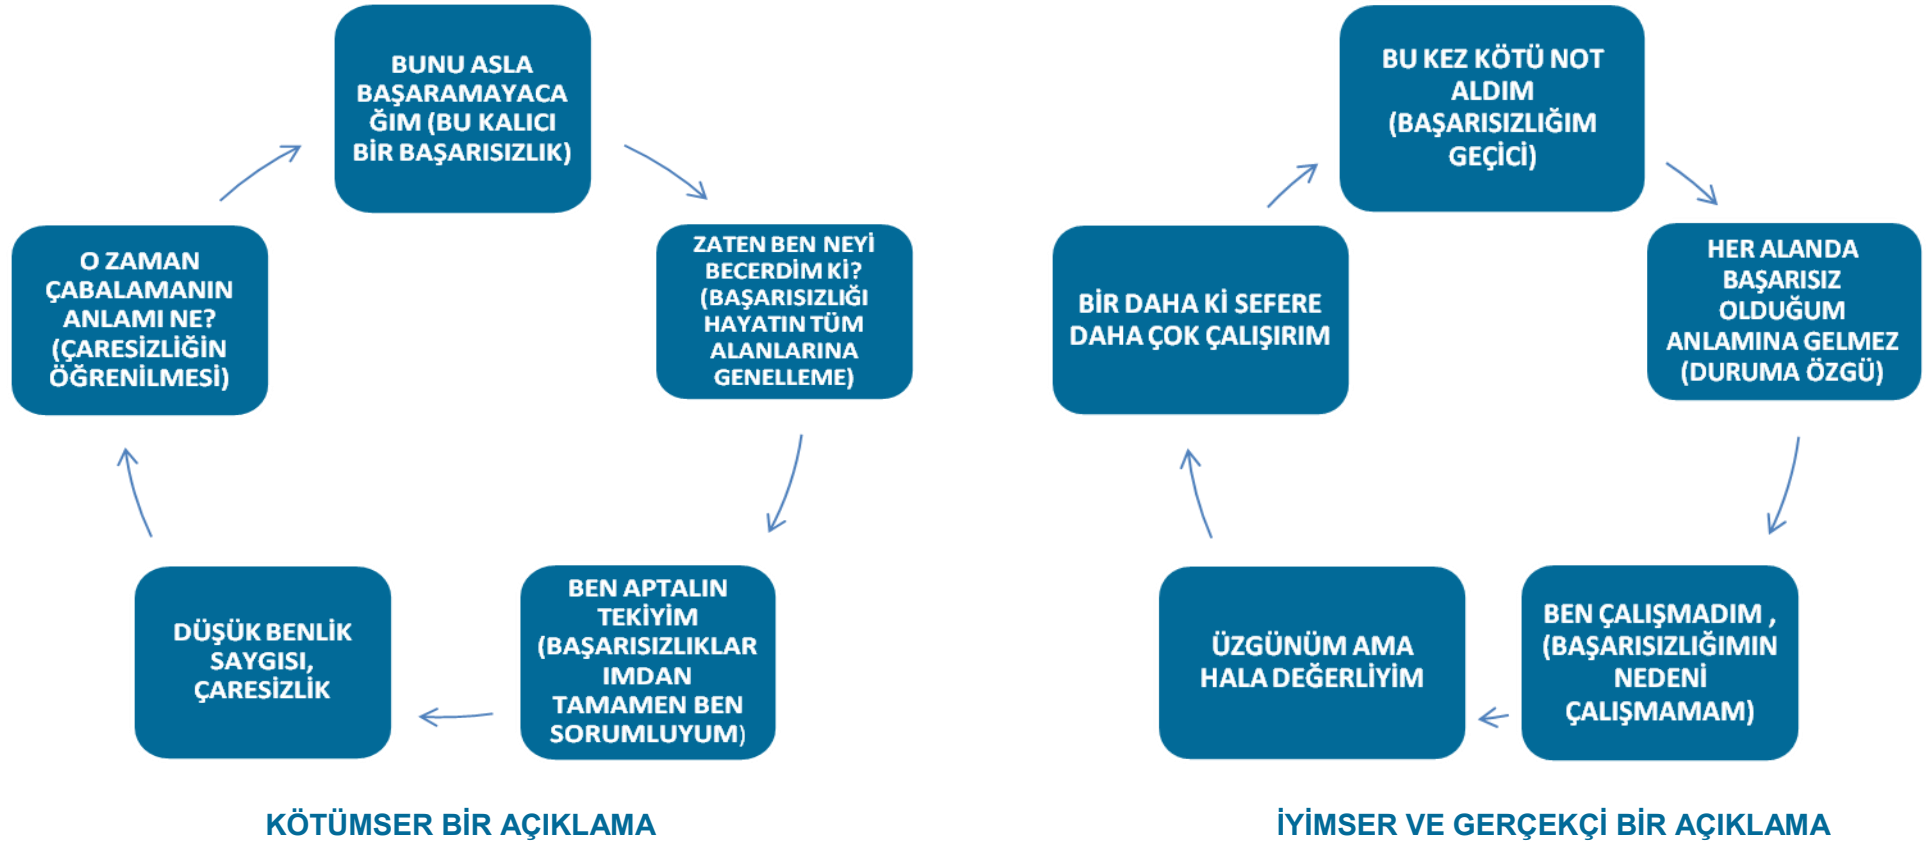 BUNU ASLA
BAŞARAMAYACA
ĞIM (BU KALICI
BİR BAŞARISIZLIK)
ZATEN BEN NEYİ
BECERDİM Kİ?
(BAŞARISIZLIĞI
HAYATIN TÜM
ALANLARINA
GENELLEME)
BEN APTALIN
TEKİYİM
(BAŞARISIZLIKLAR
IMDAN
TAMAMEN BEN
SORUMLUYUM)
DÜŞÜK BENLİK
SAYGISI,
ÇARESİZLİK
O ZAMAN
ÇABALAMANIN
ANLAMI NE?
(ÇARESİZLİĞİN
ÖĞRENİLMESİ)
KÖTÜMSER BİR AÇIKLAMA
BU KEZ KÖTÜ NOT
ALDIM
(BAŞARISIZLIĞIM
GEÇİCİ)
HER ALANDA
BAŞARISIZ
OLDUĞUM
ANLAMINA GELMEZ
(DURUMA ÖZGÜ)
BEN ÇALIŞMADIM ,
(BAŞARISIZLIĞIMIN
NEDENİ
ÇALIŞMAMAM)
ÜZGÜNÜM AMA
HALA DEĞERLİYİM
BİR DAHA Kİ SEFERE
DAHA ÇOK ÇALIŞIRIM
İYİMSER VE GERÇEKÇİ BİR AÇIKLAMA